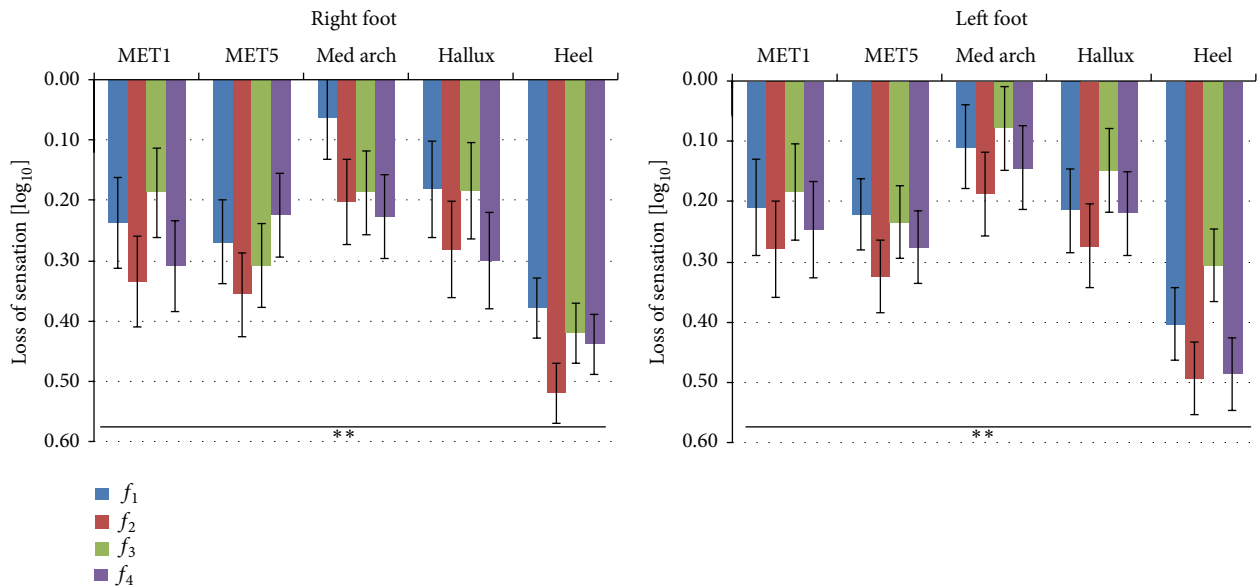 Right foot
MET1 MET5 Med arch Hallux Heel
0.00
0.10
0.20
0.30
0.40
0.50
0.60
Loss of sensation [log10]
**
Left foot
MET1 MET5 Med arch Hallux Heel
0.00
0.10
0.20
0.30
0.40
0.50
0.60
Loss of sensation [log10]
**
f1
f2
f3
f4